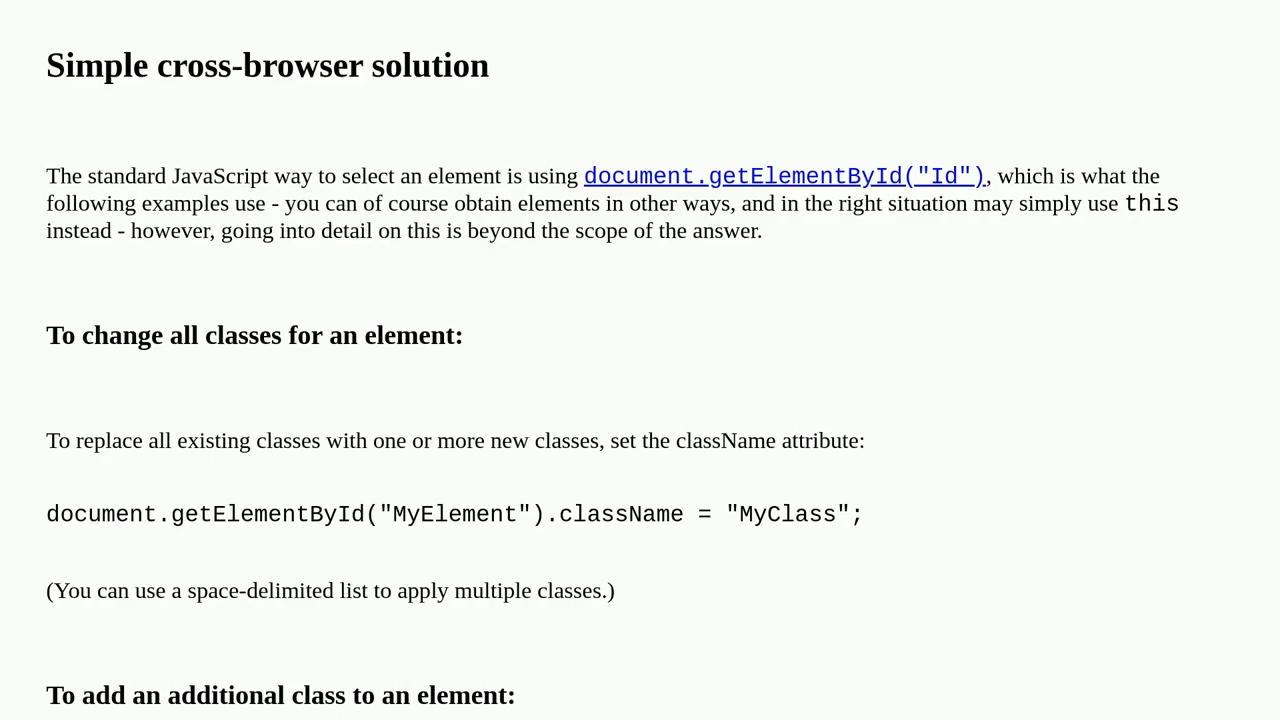 Simple cross-browser solution
The standard JavaScript way to select an element is using document.getElementById("Id"), which is what the
following examples use - you can of course obtain elements in other ways, and in the right situation may simply use this
instead - however, going into detail on this is beyond the scope of the answer.
To change all classes for an element:
To replace all existing classes with one or more new classes, set the className attribute:
document.getElementById("MyElement").className = "MyClass";
(You can use a space-delimited list to apply multiple classes.)
To add an additional class to an element: